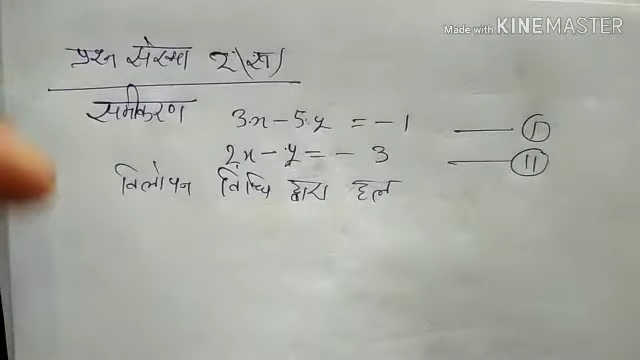 Made with KINEMASTER
प्रश्न संख्या 2(स)
समीकरण 3x - 5y = - 1 —— I
2x - y = - 3 —— II
विलोपन विधि द्वारा हल